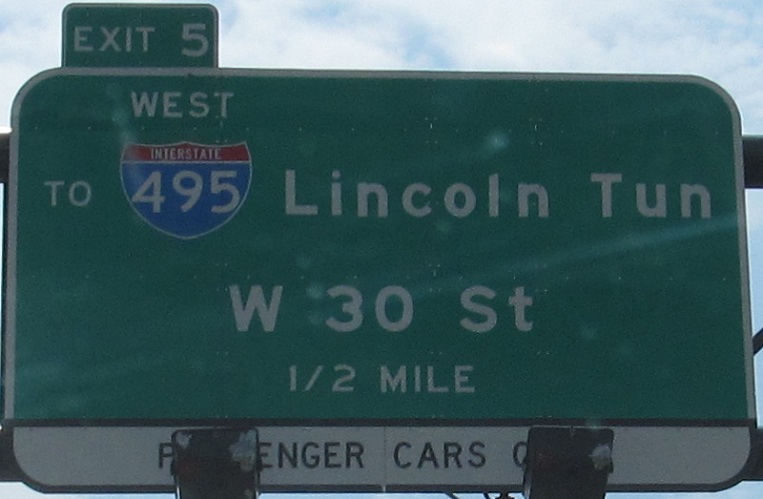 EXIT 5
WEST
INTERSTATE
TO 495 Lincoln Tun
W 30 St
1/2 MILE
CARS